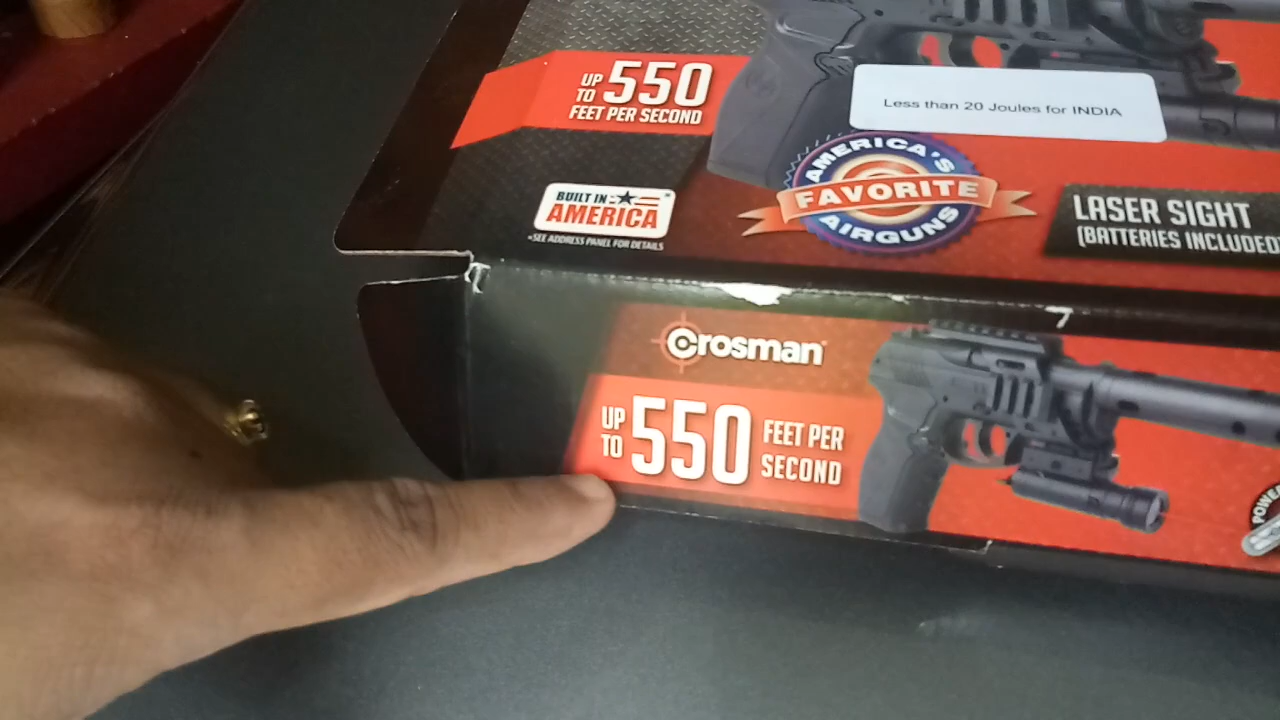 UP
TO 550
FEET PER SECOND
Less than 20 Joules for INDIA
AMERICA'S
FAVORITE
AIRGUNS
BUILT IN
AMERICA
*SEE ADDRESS PANEL FOR DETAILS
LASER SIGHT
(BATTERIES INCLUDED)
Crosman
UP
TO 550 FEET PER
SECOND